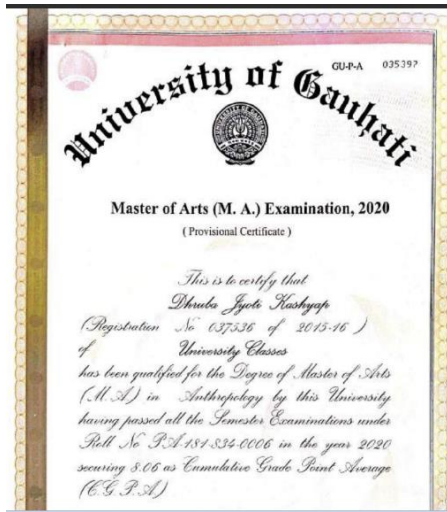 GU-P-A 035397
University of Gauhati
Master of Arts (M. A.) Examination, 2020
( Provisional Certificate )
This is to certify that
Dhruba Jyoti Kashyap
(Registration No 037536 of 2015-16 )
of University Classes
has been qualified for the Degree of Master of Arts
(M. A.) in Anthropology by this University
having passed all the Semester Examinations under
Roll No PA-181-834-0006 in the year 2020
securing 8.06 as Cumulative Grade Point Average
(C.G.P.A)